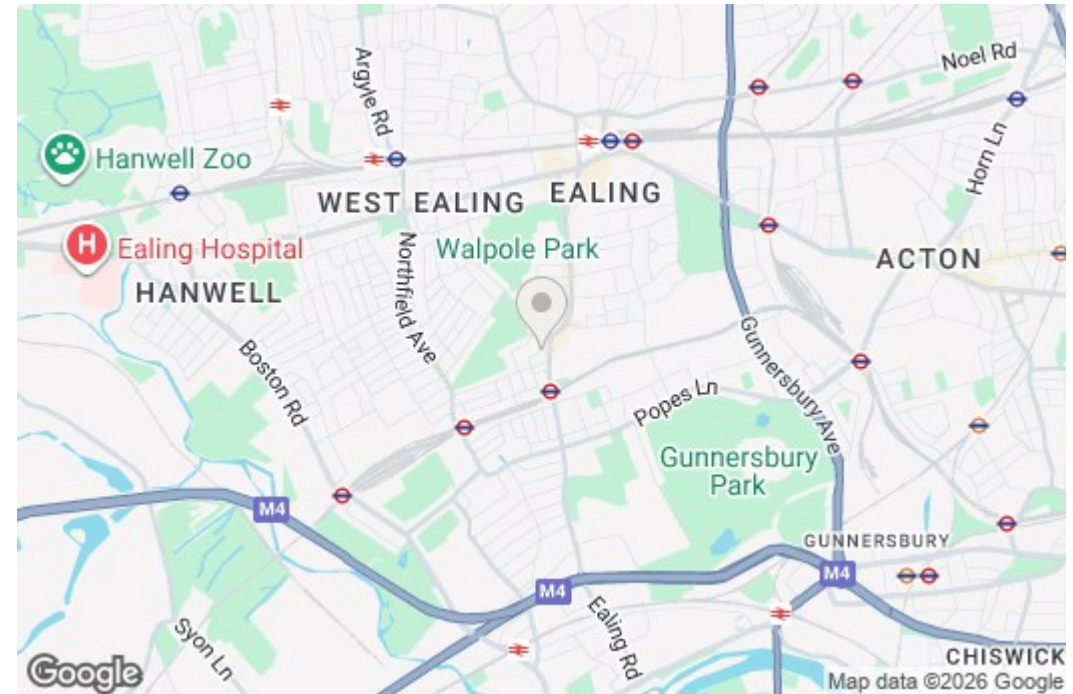 Noel Rd
Argyle Rd
Hanwell Zoo
Horn Ln
WEST EALING
EALING
H
Ealing Hospital
Walpole Park
ACTON
HANWELL
Northfield Ave
Boston Rd
Gunnersbury Ave
Popes Ln
Gunnersbury
Park
M4
GUNNERSBURY
M4
M4
Ealing Rd
Syon Ln
CHISWICK
Google
Map data ©2026 Google